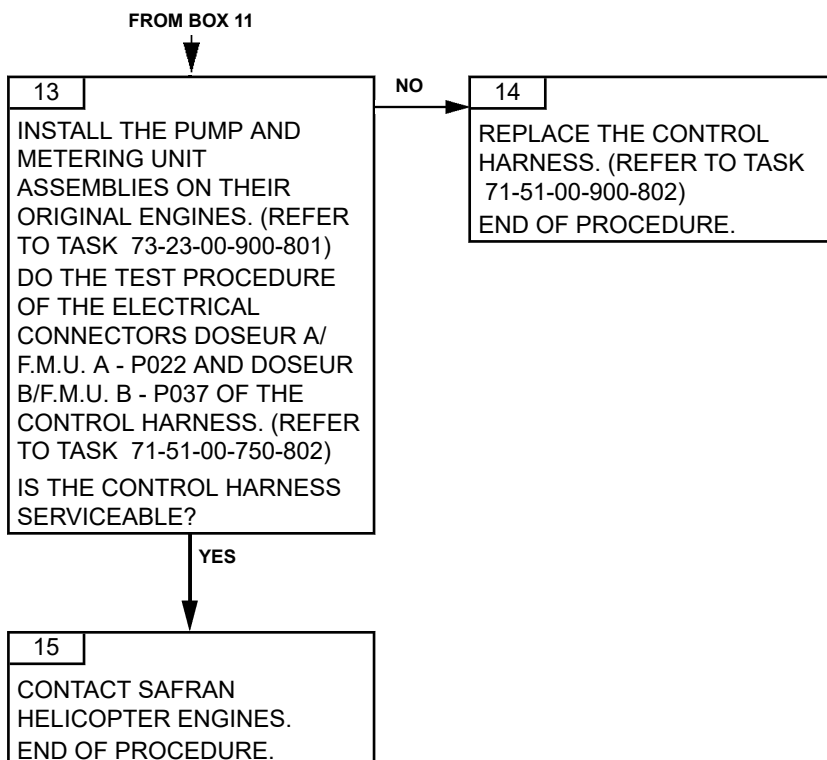 FROM BOX 11
13
INSTALL THE PUMP AND
METERING UNIT
ASSEMBLIES ON THEIR
ORIGINAL ENGINES. (REFER
TO TASK 73-23-00-900-801)
DO THE TEST PROCEDURE
OF THE ELECTRICAL
CONNECTORS DOSEUR A/
F.M.U. A - P022 AND DOSEUR
B/F.M.U. B - P037 OF THE
CONTROL HARNESS. (REFER
TO TASK 71-51-00-750-802)
IS THE CONTROL HARNESS
SERVICEABLE?
NO
14
REPLACE THE CONTROL
HARNESS. (REFER TO TASK
71-51-00-900-802)
END OF PROCEDURE.
YES
15
CONTACT SAFRAN
HELICOPTER ENGINES.
END OF PROCEDURE.